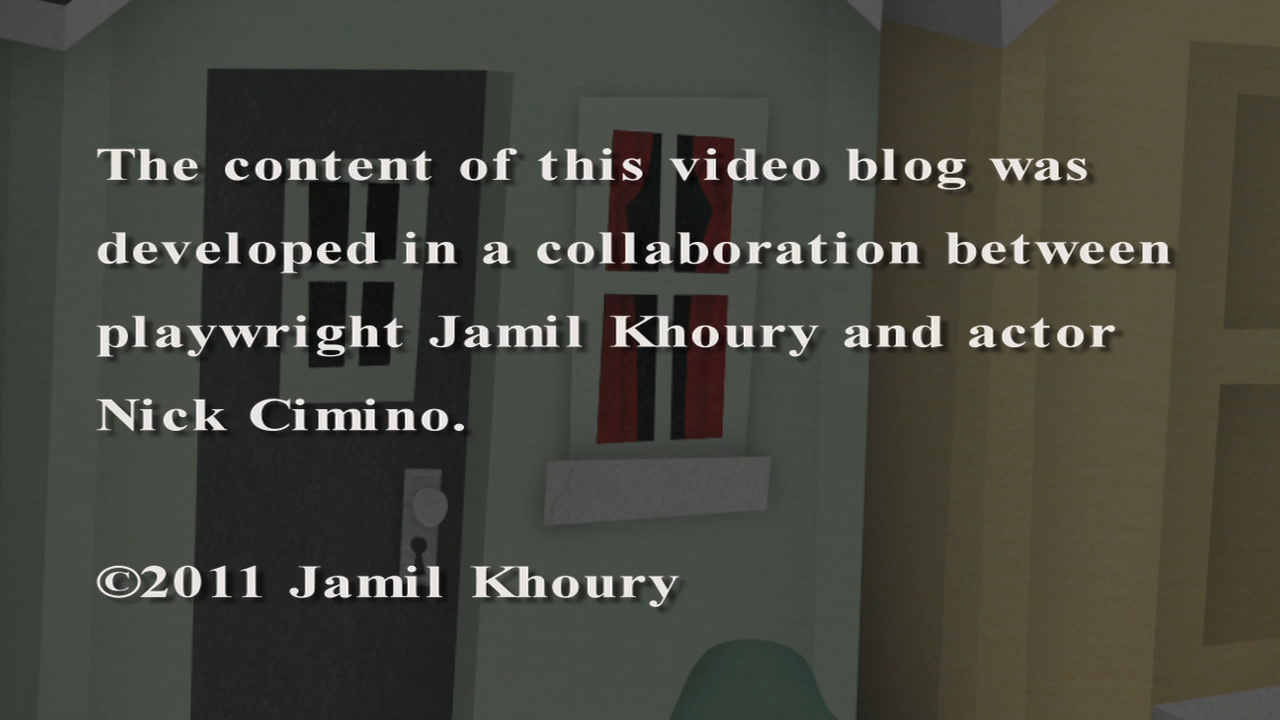 The content of this video blog was
developed in a collaboration between
playwright Jamil Khoury and actor
Nick Cimino.
©2011 Jamil Khoury